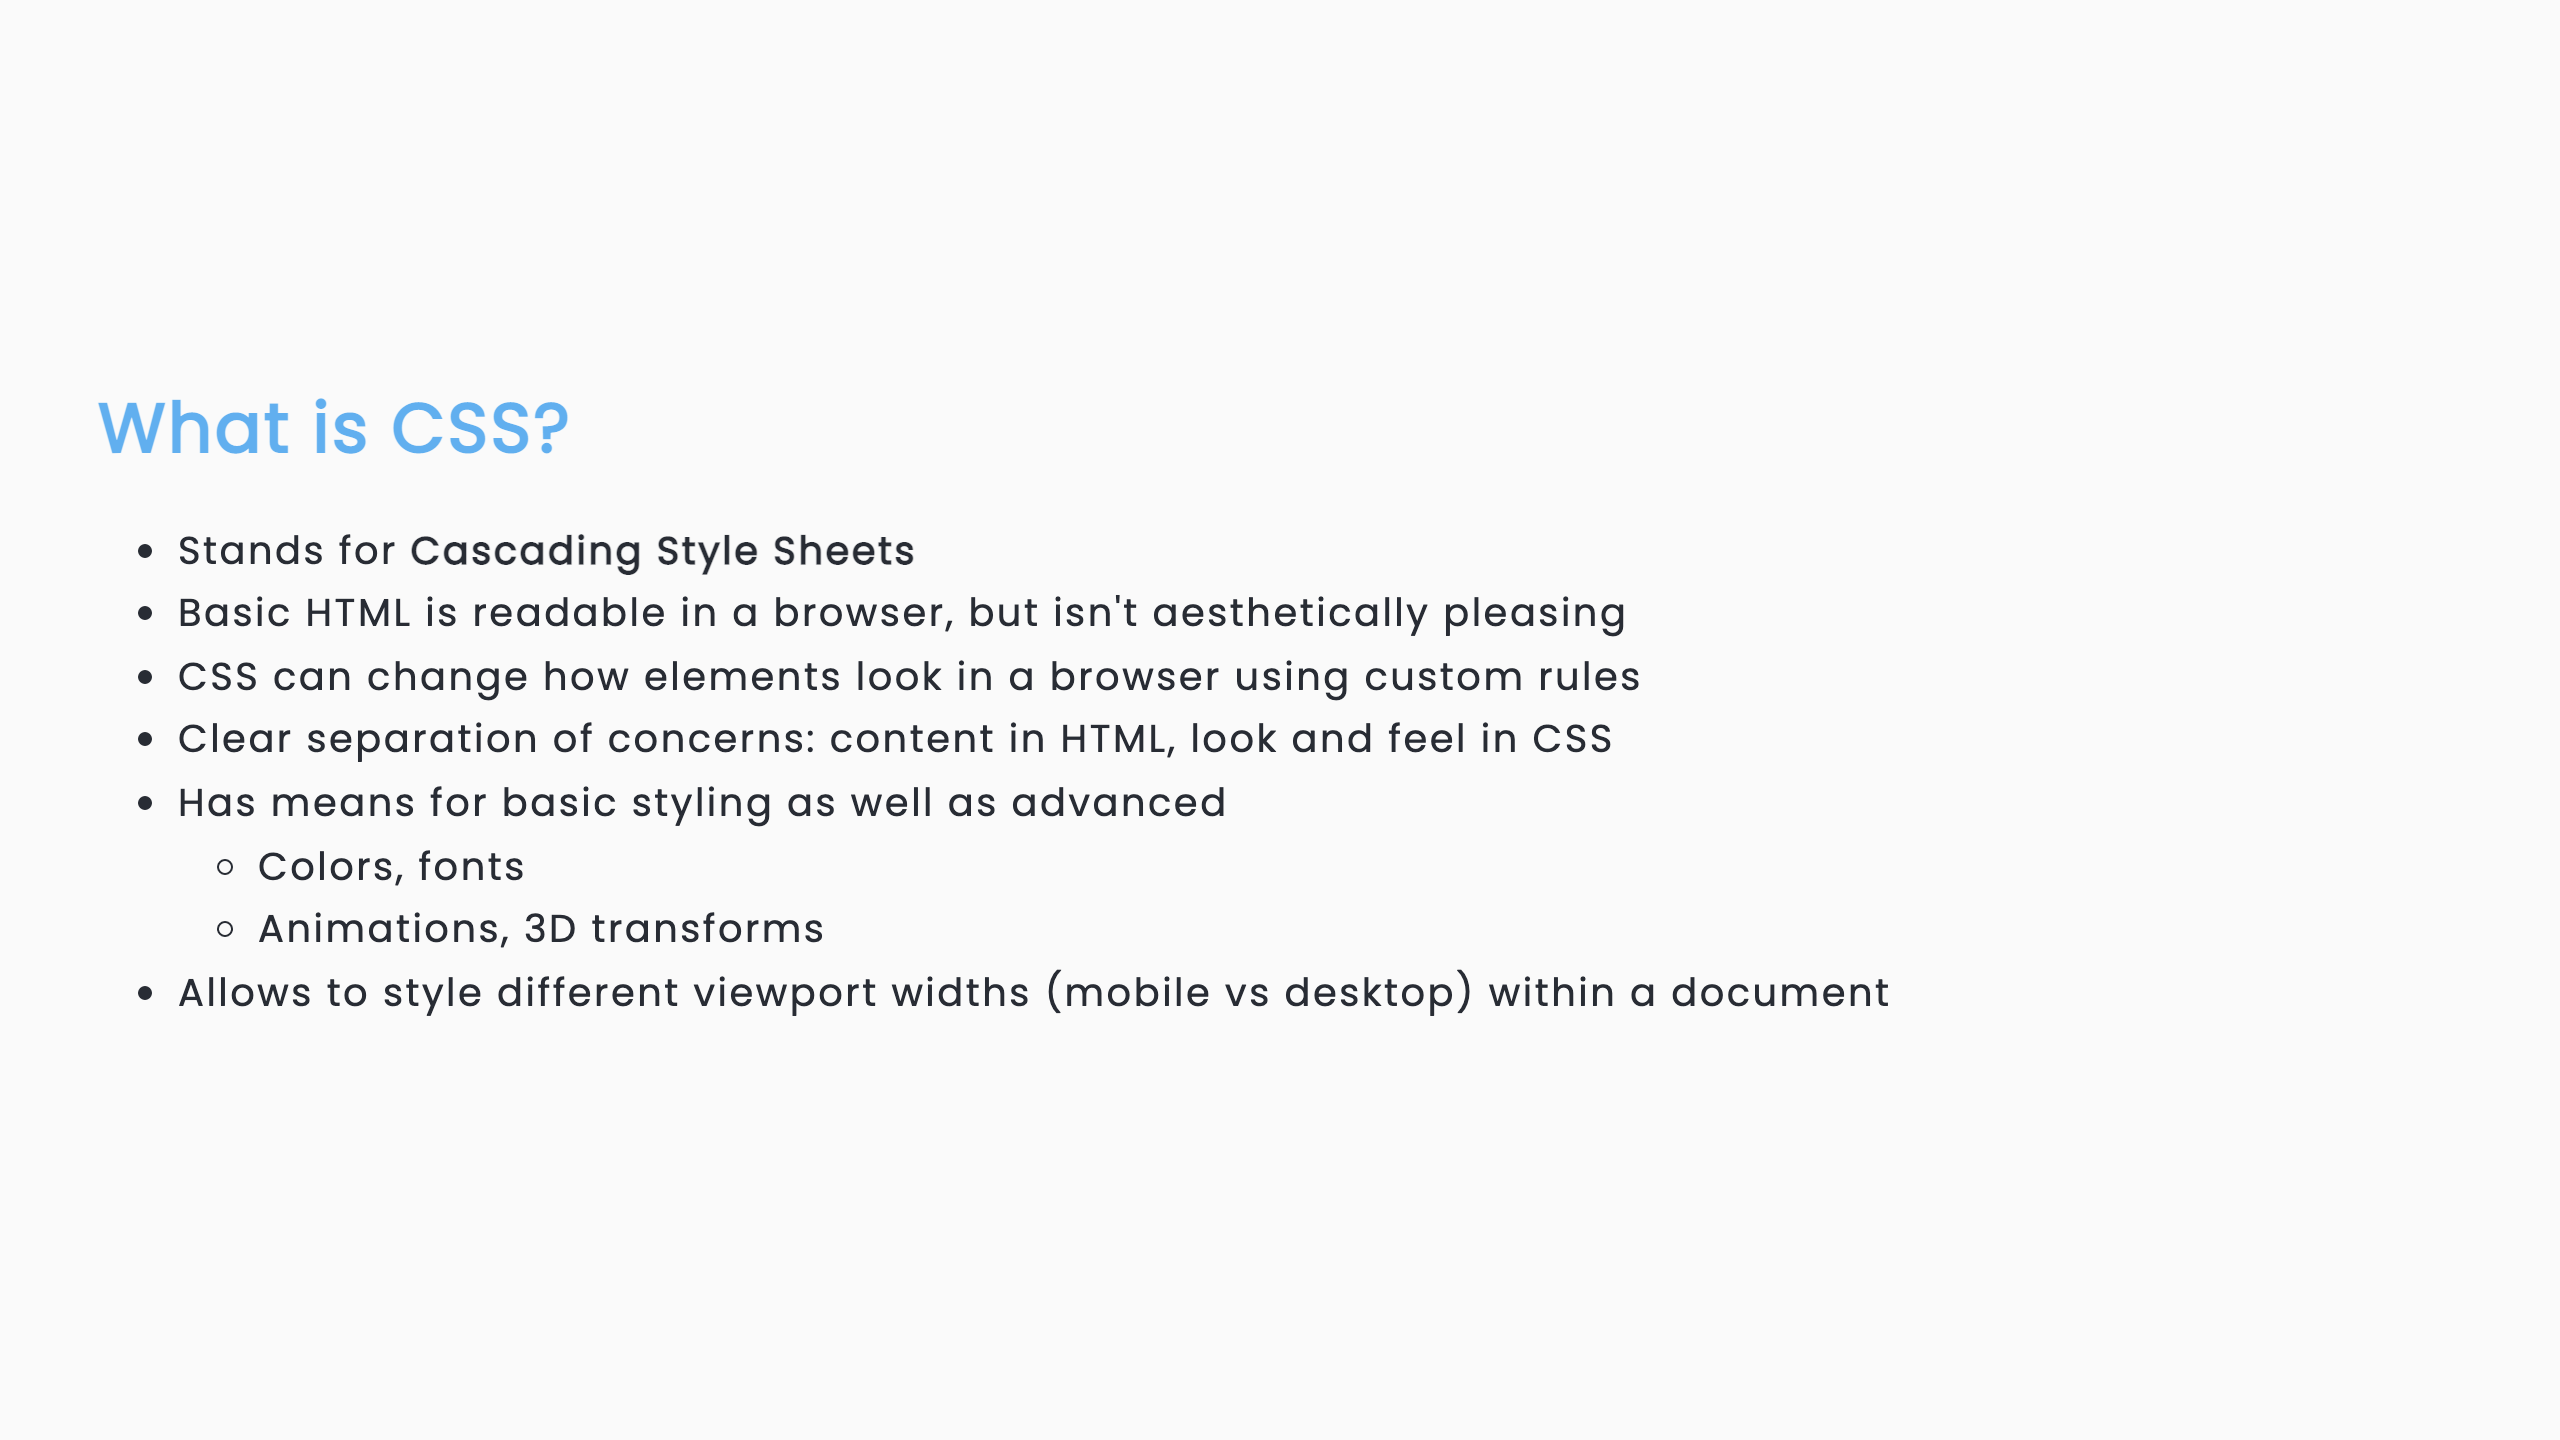 What is CSS?
Stands for Cascading Style Sheets
Basic HTML is readable in a browser, but isn't aesthetically pleasing
CSS can change how elements look in a browser using custom rules
Clear separation of concerns: content in HTML, look and feel in CSS
Has means for basic styling as well as advanced
Colors, fonts
Animations, 3D transforms
Allows to style different viewport widths (mobile vs desktop) within a document